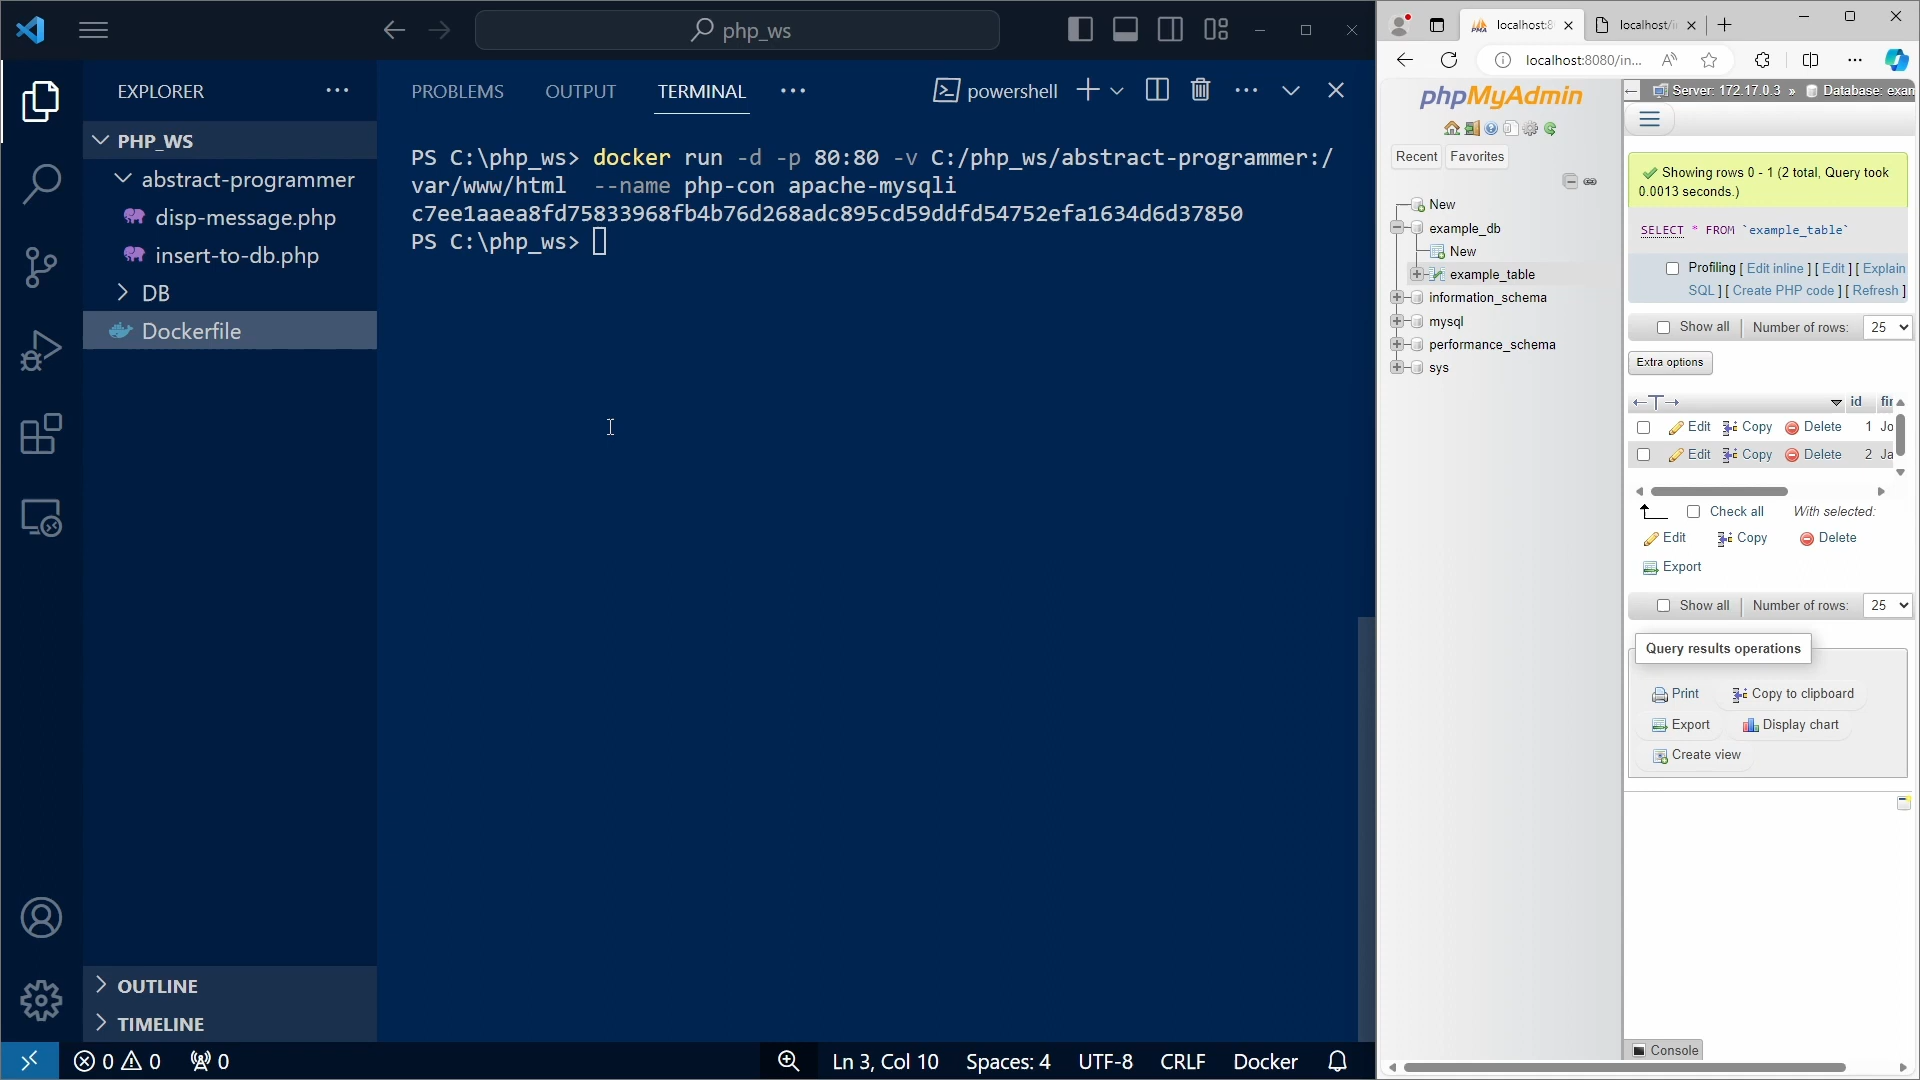 php_ws
EXPLORER
PHP_WS
abstract-programmer
disp-message.php
insert-to-db.php
DB
Dockerfile
OUTLINE
TIMELINE
PROBLEMS OUTPUT TERMINAL powershell
PS C:\php_ws> docker run -d -p 80:80 -v C:/php_ws/abstract-programmer:/
var/www/html  --name php-con apache-mysqli
c7ee1aaea8fd75833968fb4b76d268adc895cd59ddfd54752efa1634d6d37850
PS C:\php_ws>
0 0 0
Ln 3, Col 10 Spaces: 4 UTF-8 CRLF Docker
localhost:8 localhost/i
localhost:8080/in...
phpMyAdmin
Recent Favorites
New
example_db
New
example_table
information_schema
mysql
performance_schema
sys
Server: 172.17.0.3 » Database: exam
Showing rows 0 - 1 (2 total, Query took
0.0013 seconds.)
SELECT * FROM `example_table`
Profiling [ Edit inline ] [ Edit ] [ Explain
SQL ] [ Create PHP code ] [ Refresh ]
Show all Number of rows: 25
Extra options
←T→ id fir
Edit Copy Delete 1 Jo
Edit Copy Delete 2 Ja
Check all With selected:
Edit Copy Delete
Export
Show all Number of rows: 25
Query results operations
Print Copy to clipboard
Export Display chart
Create view
Console